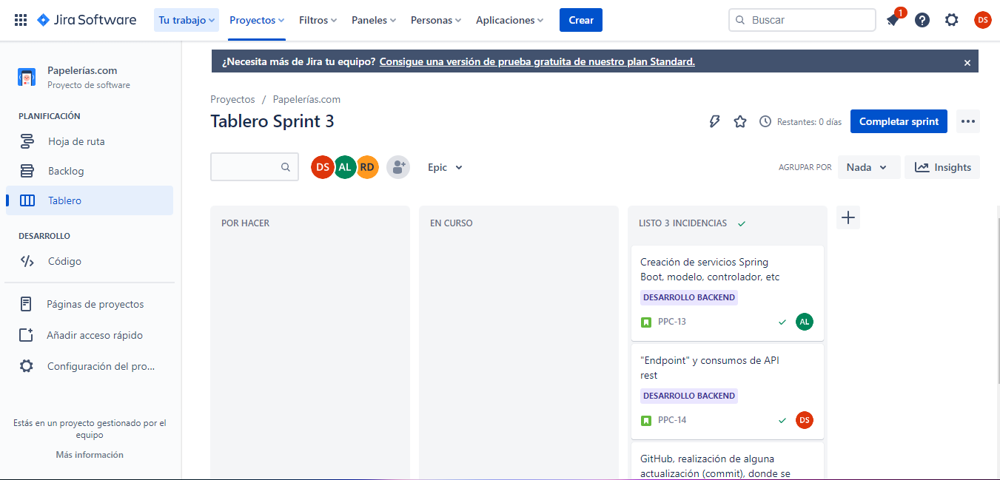 Jira Software
Tu trabajo
Proyectos
Filtros
Paneles
Personas
Aplicaciones
Crear
Buscar
1
DS
Papelerías.com
Proyecto de software
PLANIFICACIÓN
Hoja de ruta
Backlog
Tablero
DESARROLLO
Código
Páginas de proyectos
Añadir acceso rápido
Configuración del pro...
Estás en un proyecto gestionado por el
equipo
Más información
¿Necesita más de Jira tu equipo? Consigue una versión de prueba gratuita de nuestro plan Standard.
Proyectos / Papelerías.com
Tablero Sprint 3
Restantes: 0 días
Completar sprint
DS
AL
RD
Epic
AGRUPAR POR
Nada
Insights
POR HACER
EN CURSO
LISTO 3 INCIDENCIAS
Creación de servicios Spring
Boot, modelo, controlador, etc
DESARROLLO BACKEND
PPC-13
AL
"Endpoint" y consumos de API
rest
DESARROLLO BACKEND
PPC-14
DS
GitHub, realización de alguna
actualización (commit), donde se